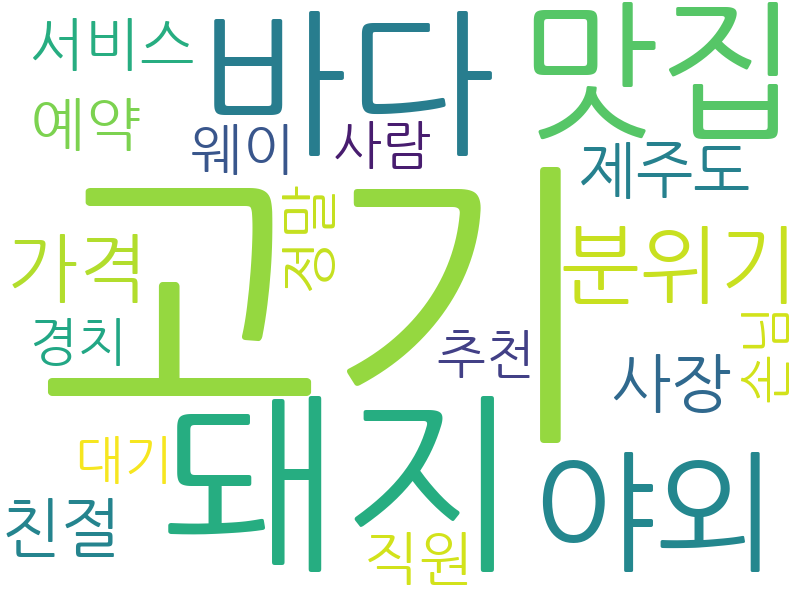 서비스
바다
맛집
예약
웨이
사람
제주도
고기
정말
가격
분위기
경치
추천
손님
사장
돼지
대기
야외
친절
직원